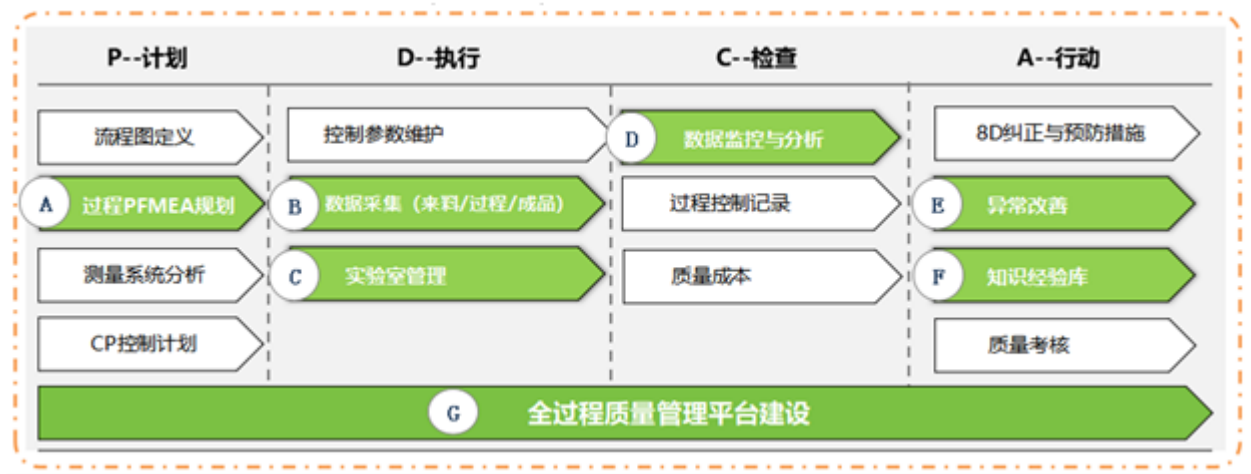 P--计划
D--执行
C--检查
A--行动
流程图定义
控制参数维护
D 数据监控与分析
8D纠正与预防措施
A 过程PFMEA规划
B 数据采集（来料/过程/成品）
过程控制记录
E 异常改善
测量系统分析
C 实验室管理
质量成本
F 知识经验库
CP控制计划
质量考核
G 全过程质量管理平台建设